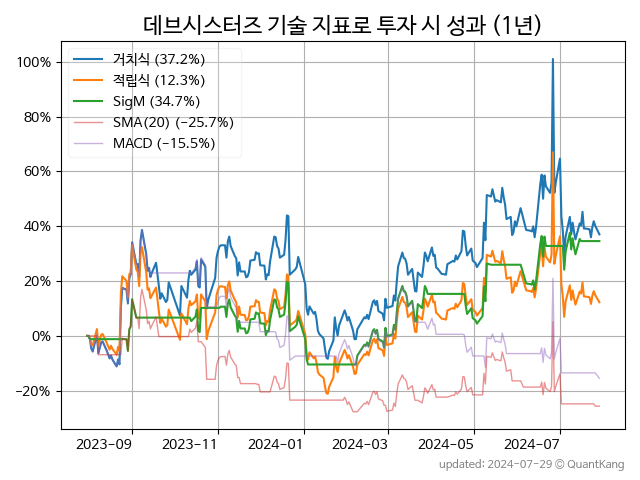 데브시스터즈 기술 지표로 투자 시 성과 (1년)
거치식 (37.2%)
적립식 (12.3%)
SigM (34.7%)
SMA(20) (−25.7%)
MACD (−15.5%)
100%
80%
60%
40%
20%
0%
−20%
2023-09
2023-11
2024-01
2024-03
2024-05
2024-07
updated: 2024-07-29 © QuantKang